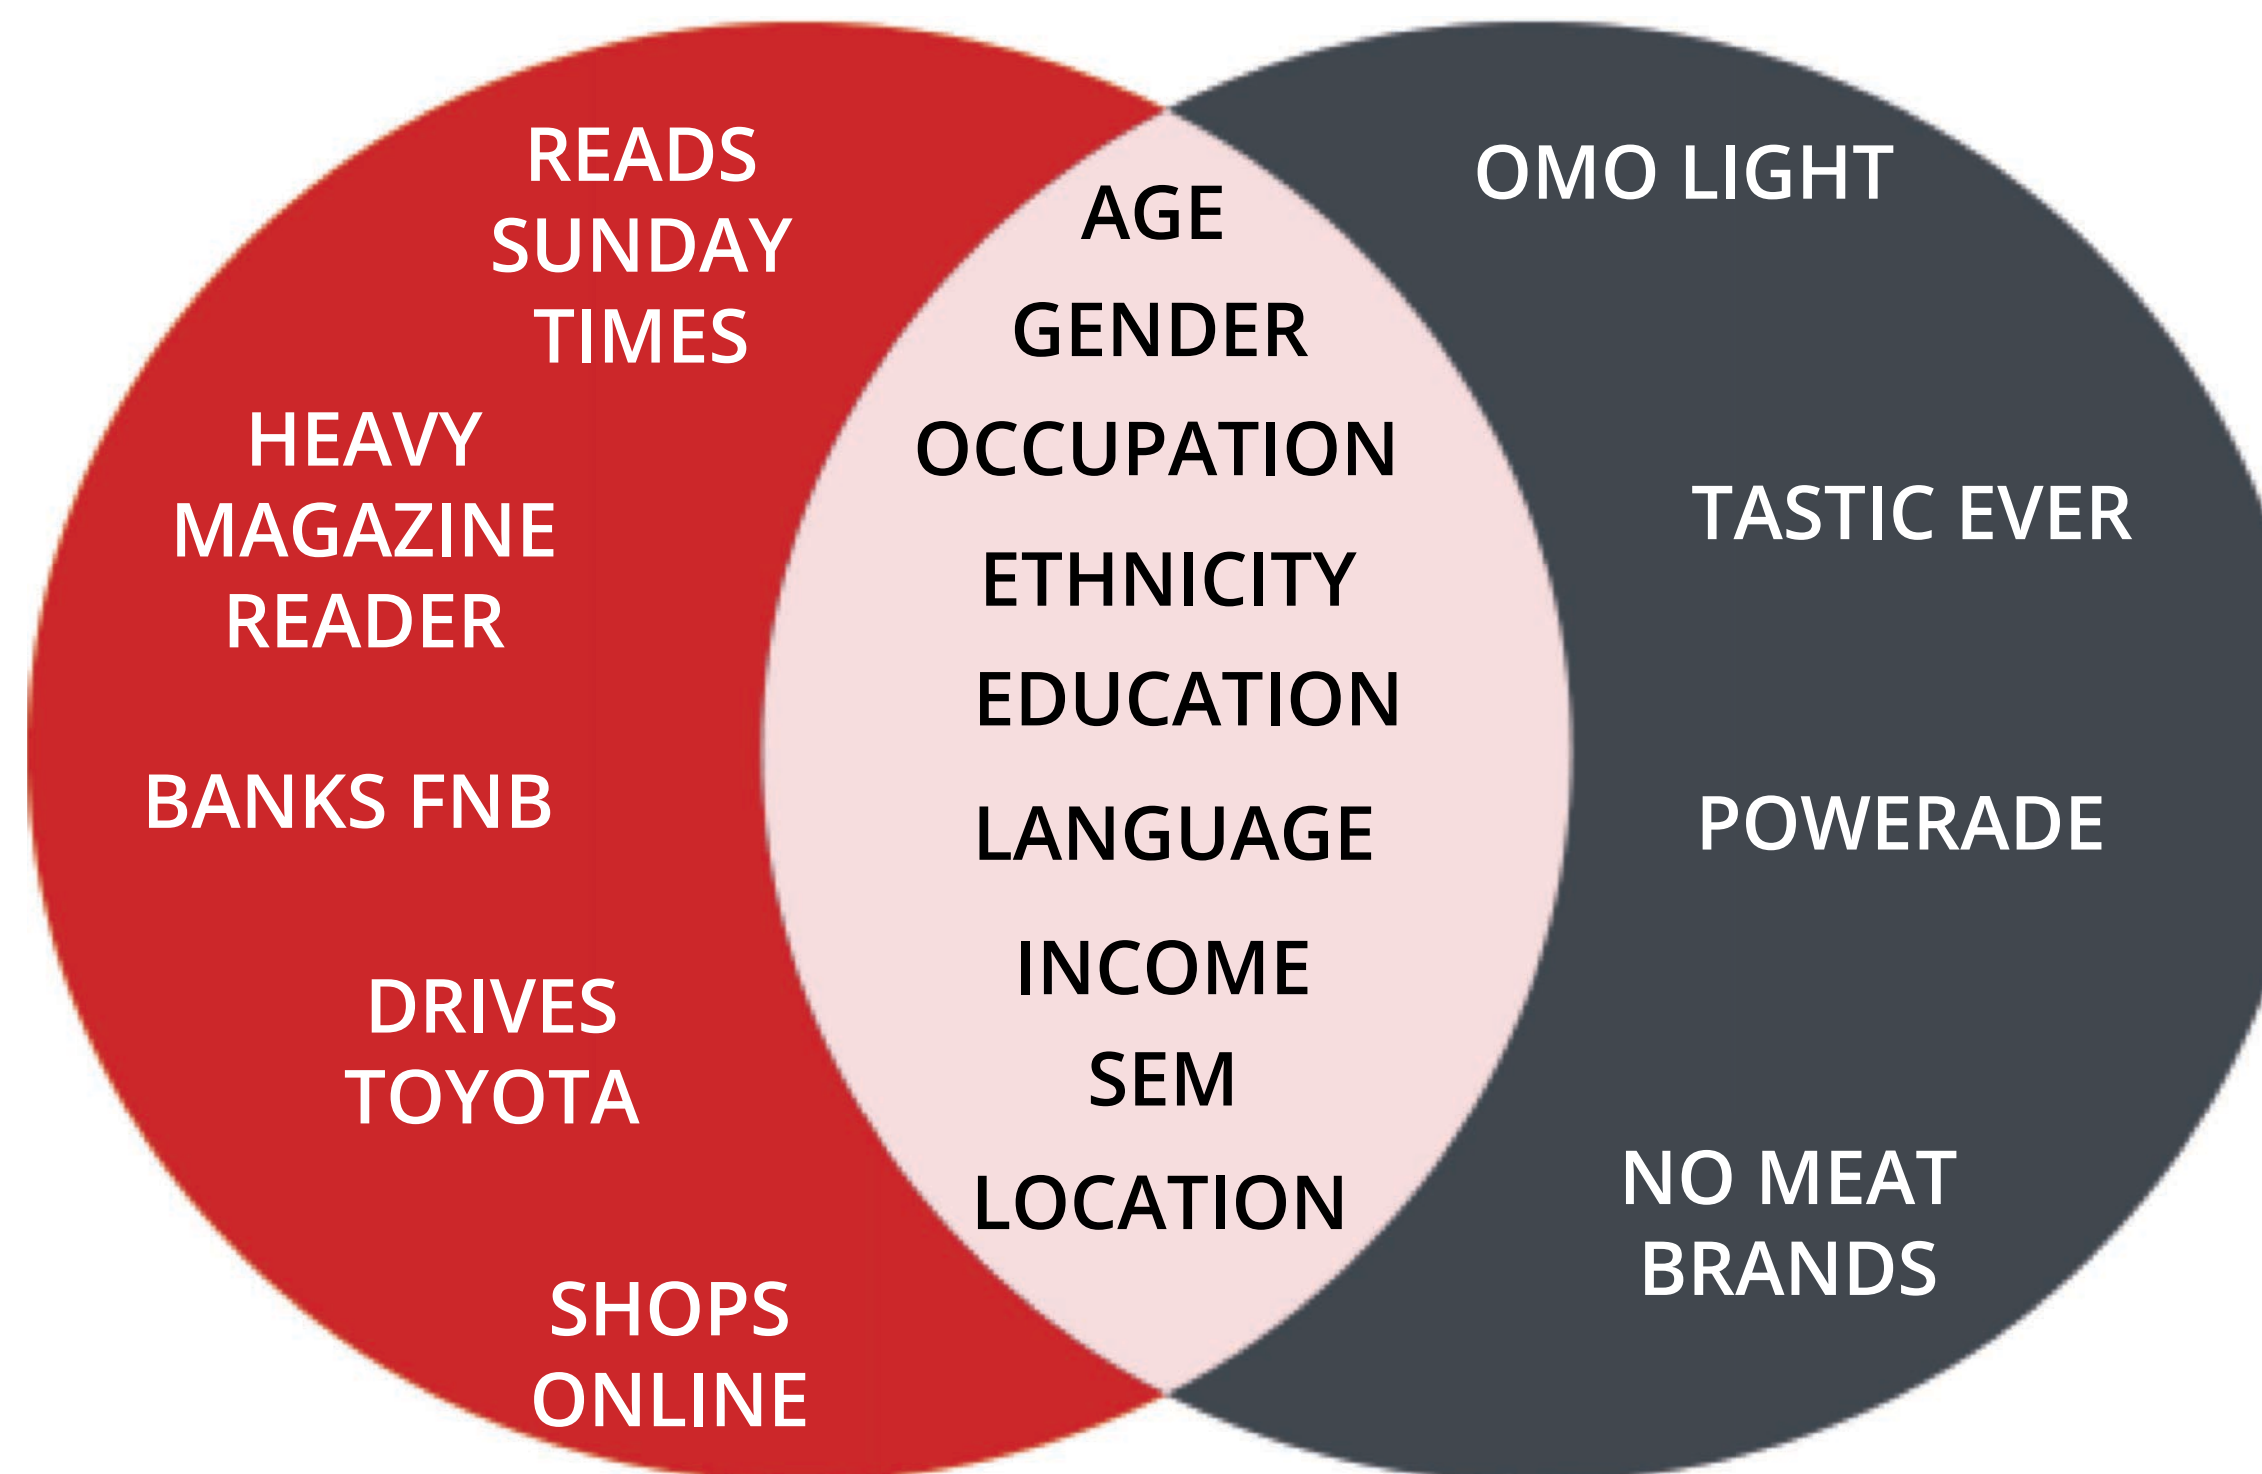 READS
SUNDAY
TIMES
HEAVY
MAGAZINE
READER
BANKS FNB
DRIVES
TOYOTA
SHOPS
ONLINE
AGE
GENDER
OCCUPATION
ETHNICITY
EDUCATION
LANGUAGE
INCOME
SEM
LOCATION
OMO LIGHT
TASTIC EVER
POWERADE
NO MEAT
BRANDS